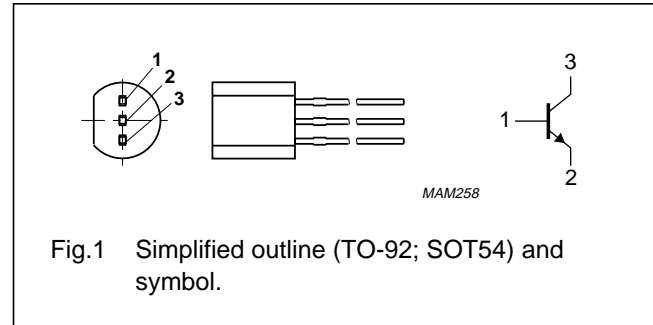 1
2
3
3
1
2
MAM258
Fig.1 Simplified outline (TO-92; SOT54) and
symbol.